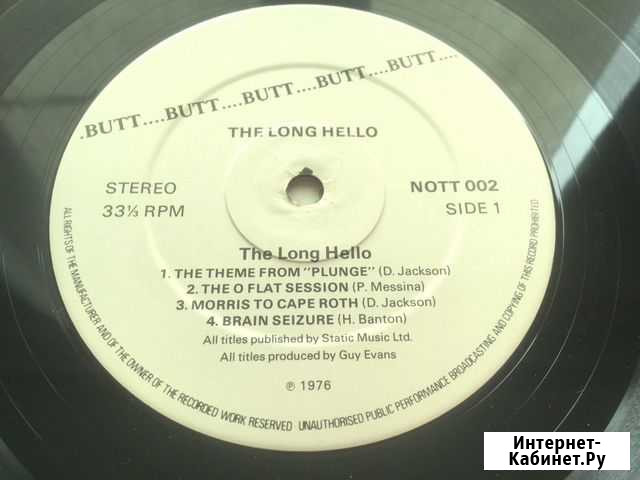 .BUTT....BUTT....BUTT....BUTT....BUTT....
THE LONG HELLO
STEREO
33⅓ RPM
NOTT 002
SIDE 1
The Long Hello
1. THE THEME FROM "PLUNGE" (D. Jackson)
2. THE O FLAT SESSION (P. Messina)
3. MORRIS TO CAPE ROTH (D. Jackson)
4. BRAIN SEIZURE (H. Banton)
All titles published by Static Music Ltd.
All titles produced by Guy Evans
℗ 1976
ALL RIGHTS OF THE MANUFACTURER AND OF THE OWNER OF THE RECORDED WORK RESERVED · UNAUTHORISED PUBLIC PERFORMANCE BROADCASTING AND COPYING OF THIS RECORD PROHIBITED
Интернет-
Кабинет.Ру